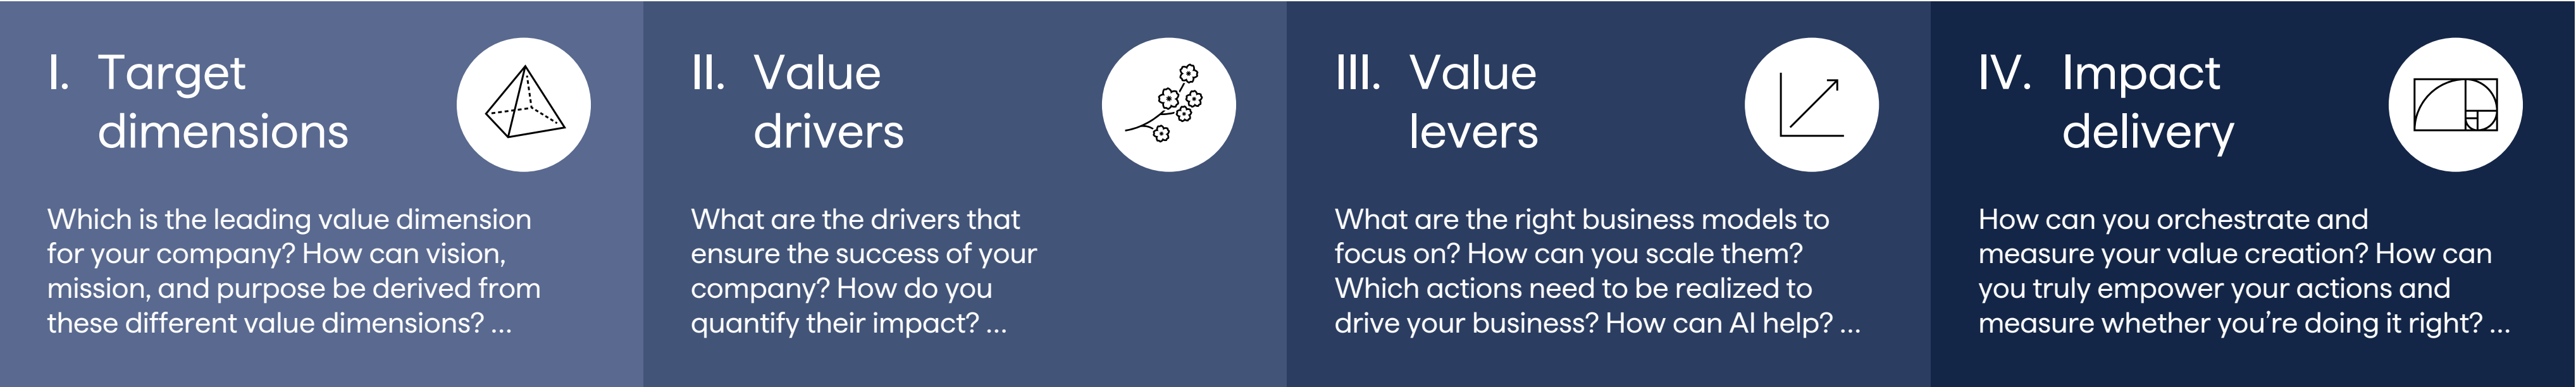 I. Target
dimensions
Which is the leading value dimension
for your company? How can vision,
mission, and purpose be derived from
these different value dimensions? ...
II. Value
drivers
What are the drivers that
ensure the success of your
company? How do you
quantify their impact? ...
III. Value
levers
What are the right business models to
focus on? How can you scale them?
Which actions need to be realized to
drive your business? How can AI help? ...
IV. Impact
delivery
How can you orchestrate and
measure your value creation? How can
you truly empower your actions and
measure whether you’re doing it right? ...